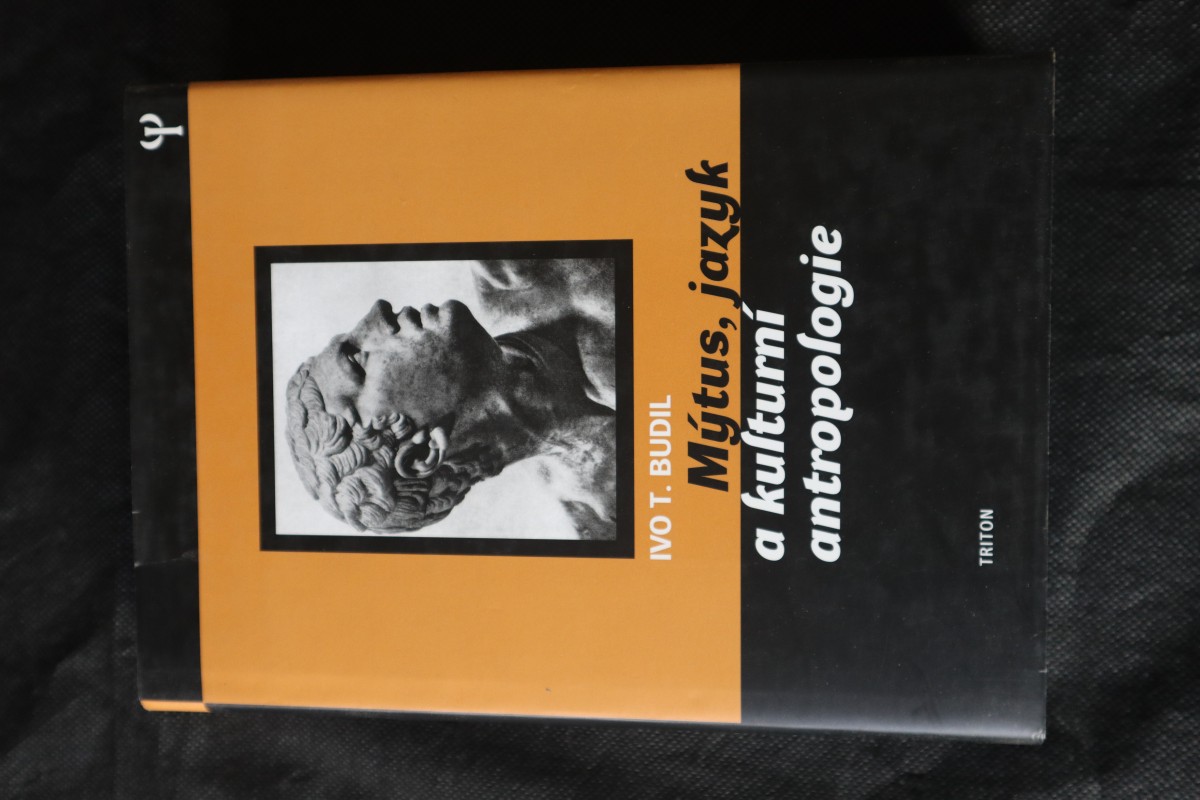 Ψ
IVO T. BUDIL
Mýtus, jazyk
a kulturní
antropologie
TRITON